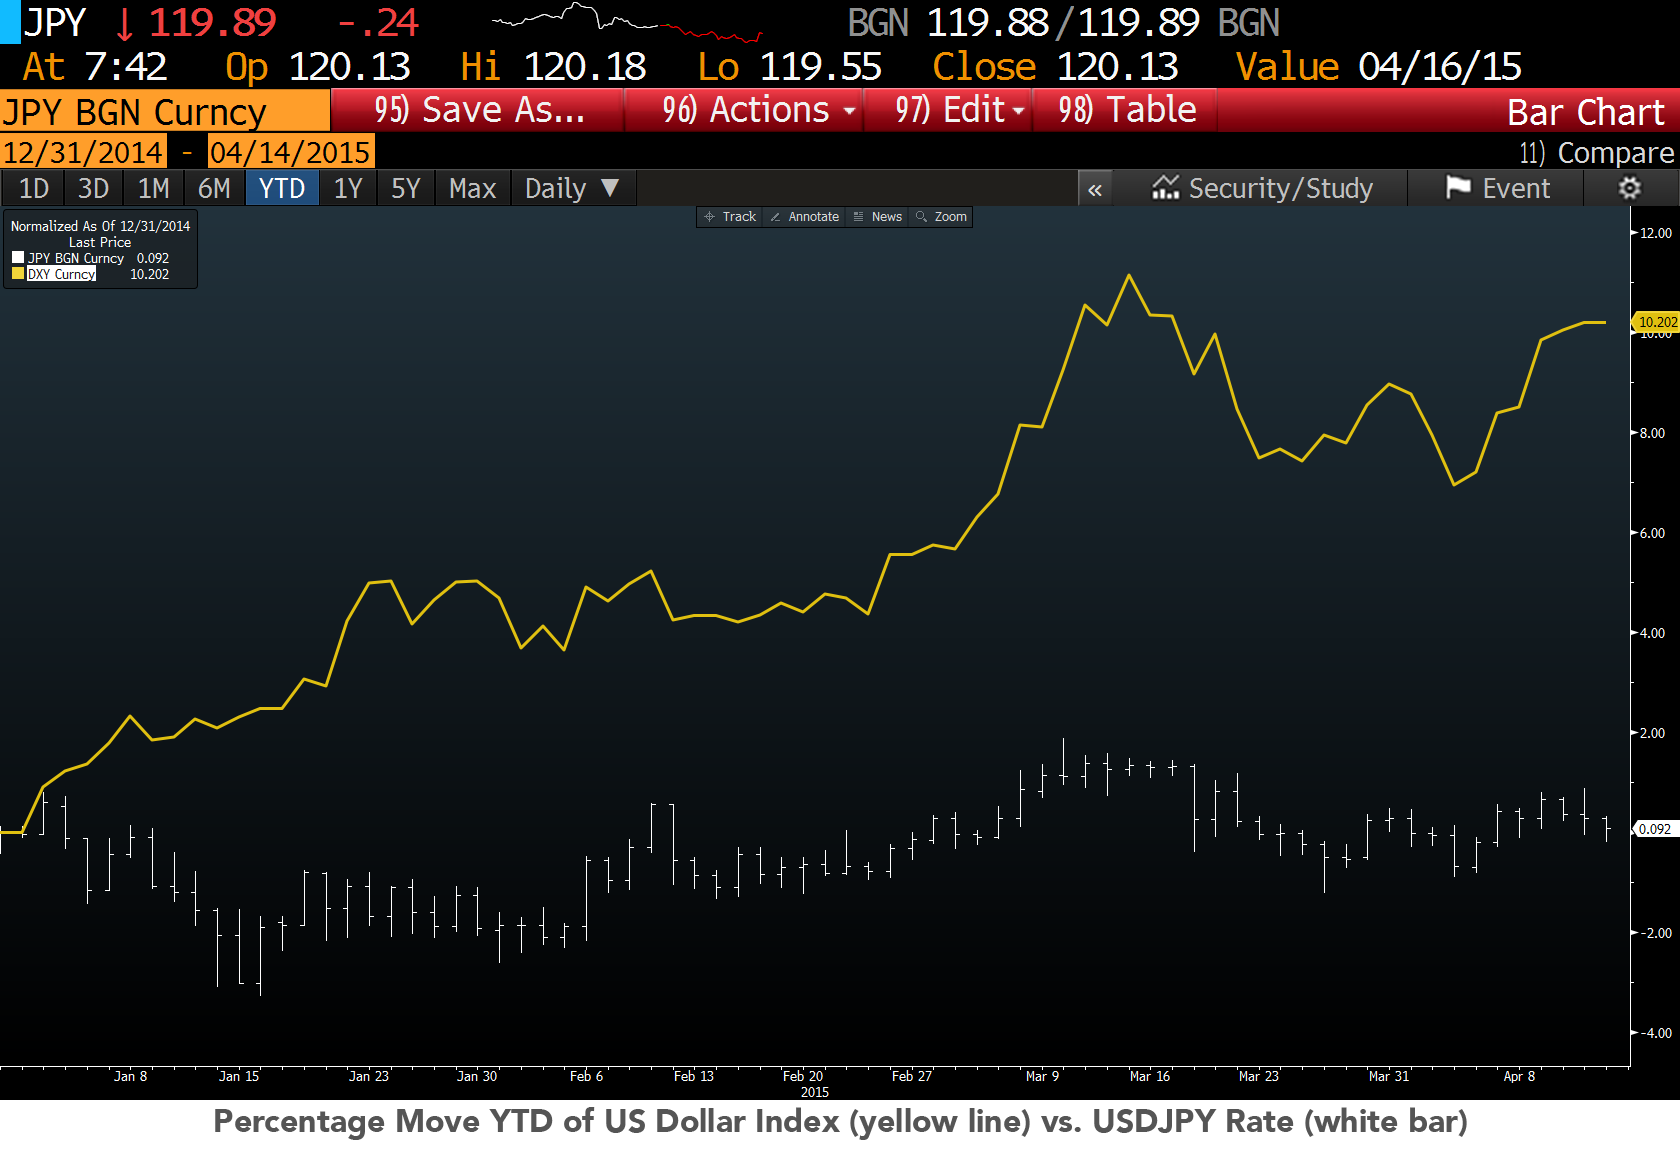 JPY ↓ 119.89 -.24 BGN 119.88/119.89 BGN
At 7:42 Op 120.13 Hi 120.18 Lo 119.55 Close 120.13 Value 04/16/15
JPY BGN Curncy 95) Save As... 96) Actions 97) Edit 98) Table Bar Chart
12/31/2014 - 04/14/2015 11) Compare
1D 3D 1M 6M YTD 1Y 5Y Max Daily ▼ « Security/Study Event
Track Annotate News Zoom
Normalized As Of 12/31/2014
Last Price
JPY BGN Curncy 0.092
DXY Curncy 10.202
12.00
10.202
10.00
8.00
6.00
4.00
2.00
0.092
-2.00
-4.00
Jan 8 Jan 15 Jan 23 Jan 30 Feb 6 Feb 13 Feb 20 Feb 27 Mar 9 Mar 16 Mar 23 Mar 31 Apr 8
2015
Percentage Move YTD of US Dollar Index (yellow line) vs. USDJPY Rate (white bar)